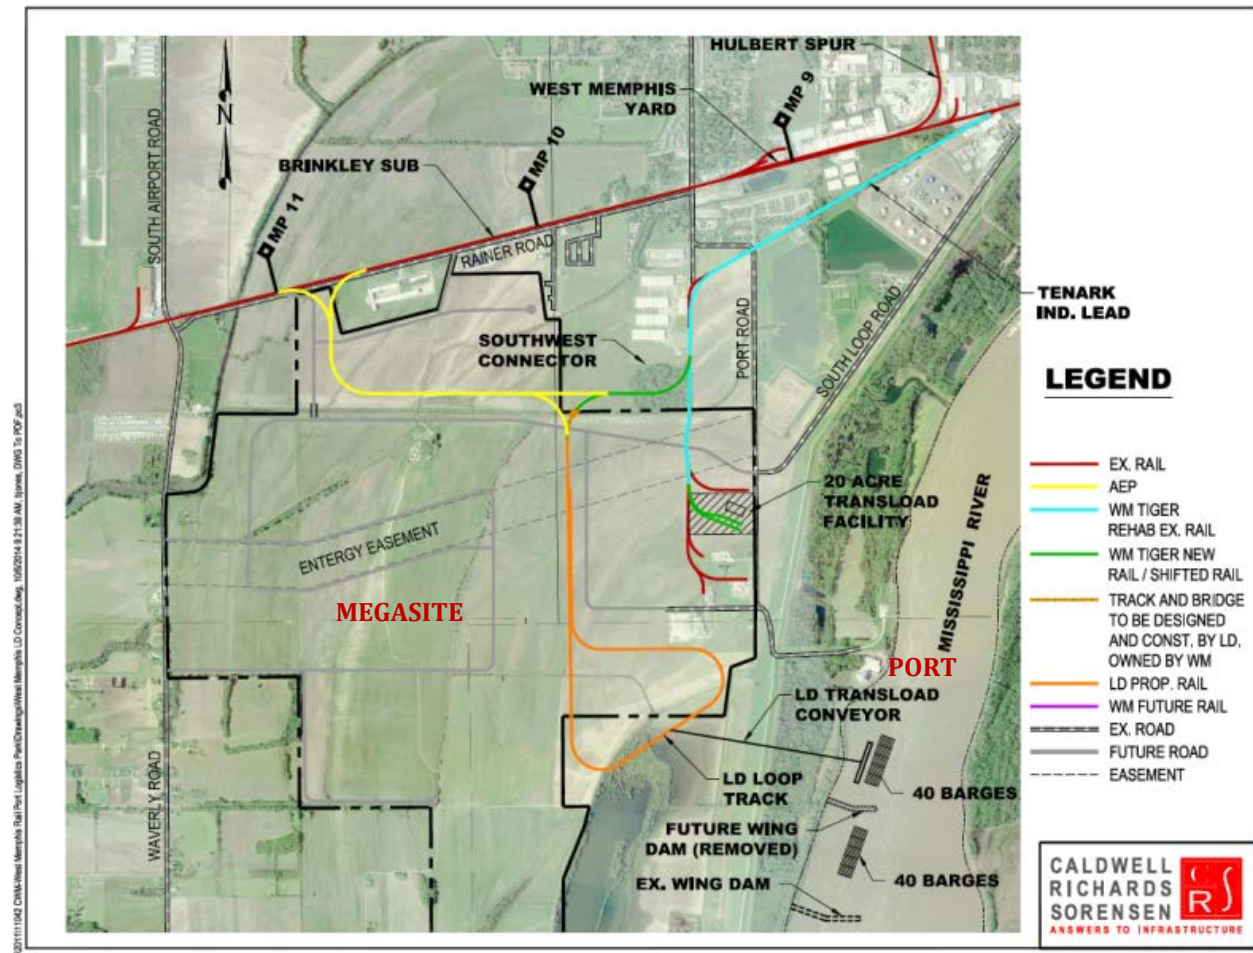 HULBERT SPUR
WEST MEMPHIS
YARD
MP 9
MP 10
BRINKLEY SUB
MP 11
N
SOUTH AIRPORT ROAD
RAINER ROAD
TENARK
IND. LEAD
SOUTHWEST
CONNECTOR
PORT ROAD
SOUTH LOOP ROAD
20 ACRE
TRANSLOAD
FACILITY
ENTERGY EASEMENT
MEGASITE
MISSISSIPPI RIVER
PORT
LD TRANSLOAD
CONVEYOR
LD LOOP
TRACK
40 BARGES
FUTURE WING
DAM (REMOVED)
40 BARGES
EX. WING DAM
WAVERLY ROAD
LEGEND
EX. RAIL
AEP
WM TIGER
REHAB EX. RAIL
WM TIGER NEW
RAIL / SHIFTED RAIL
TRACK AND BRIDGE
TO BE DESIGNED
AND CONST, BY LD,
OWNED BY WM
LD PROP. RAIL
WM FUTURE RAIL
EX. ROAD
FUTURE ROAD
EASEMENT
CALDWELL
RICHARDS
SORENSEN
ANSWERS TO INFRASTRUCTURE
CRS